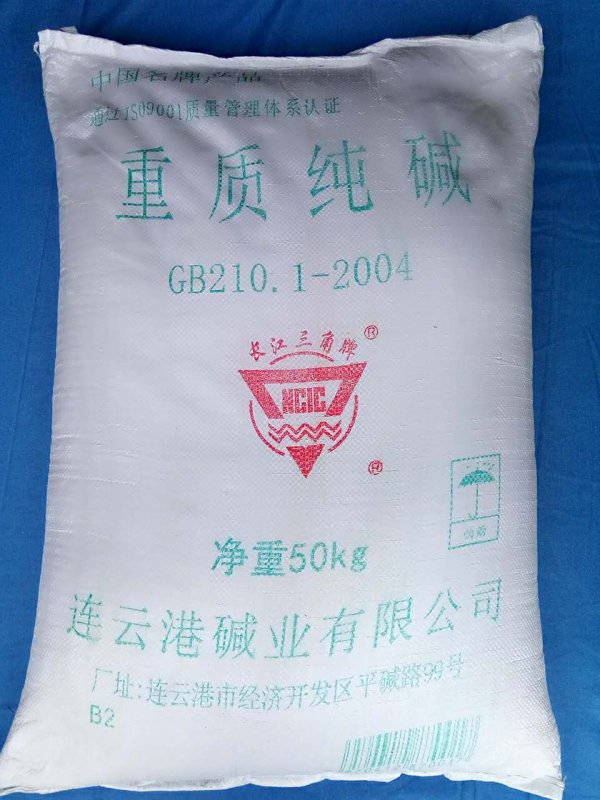 中国名牌产品
通过ISO9001质量管理体系认证
重质纯碱
GB210.1-2004
长江三角牌®
NCIC
®
净重50kg
连云港碱业有限公司
厂址:连云港市经济开发区平碱路99号
B2